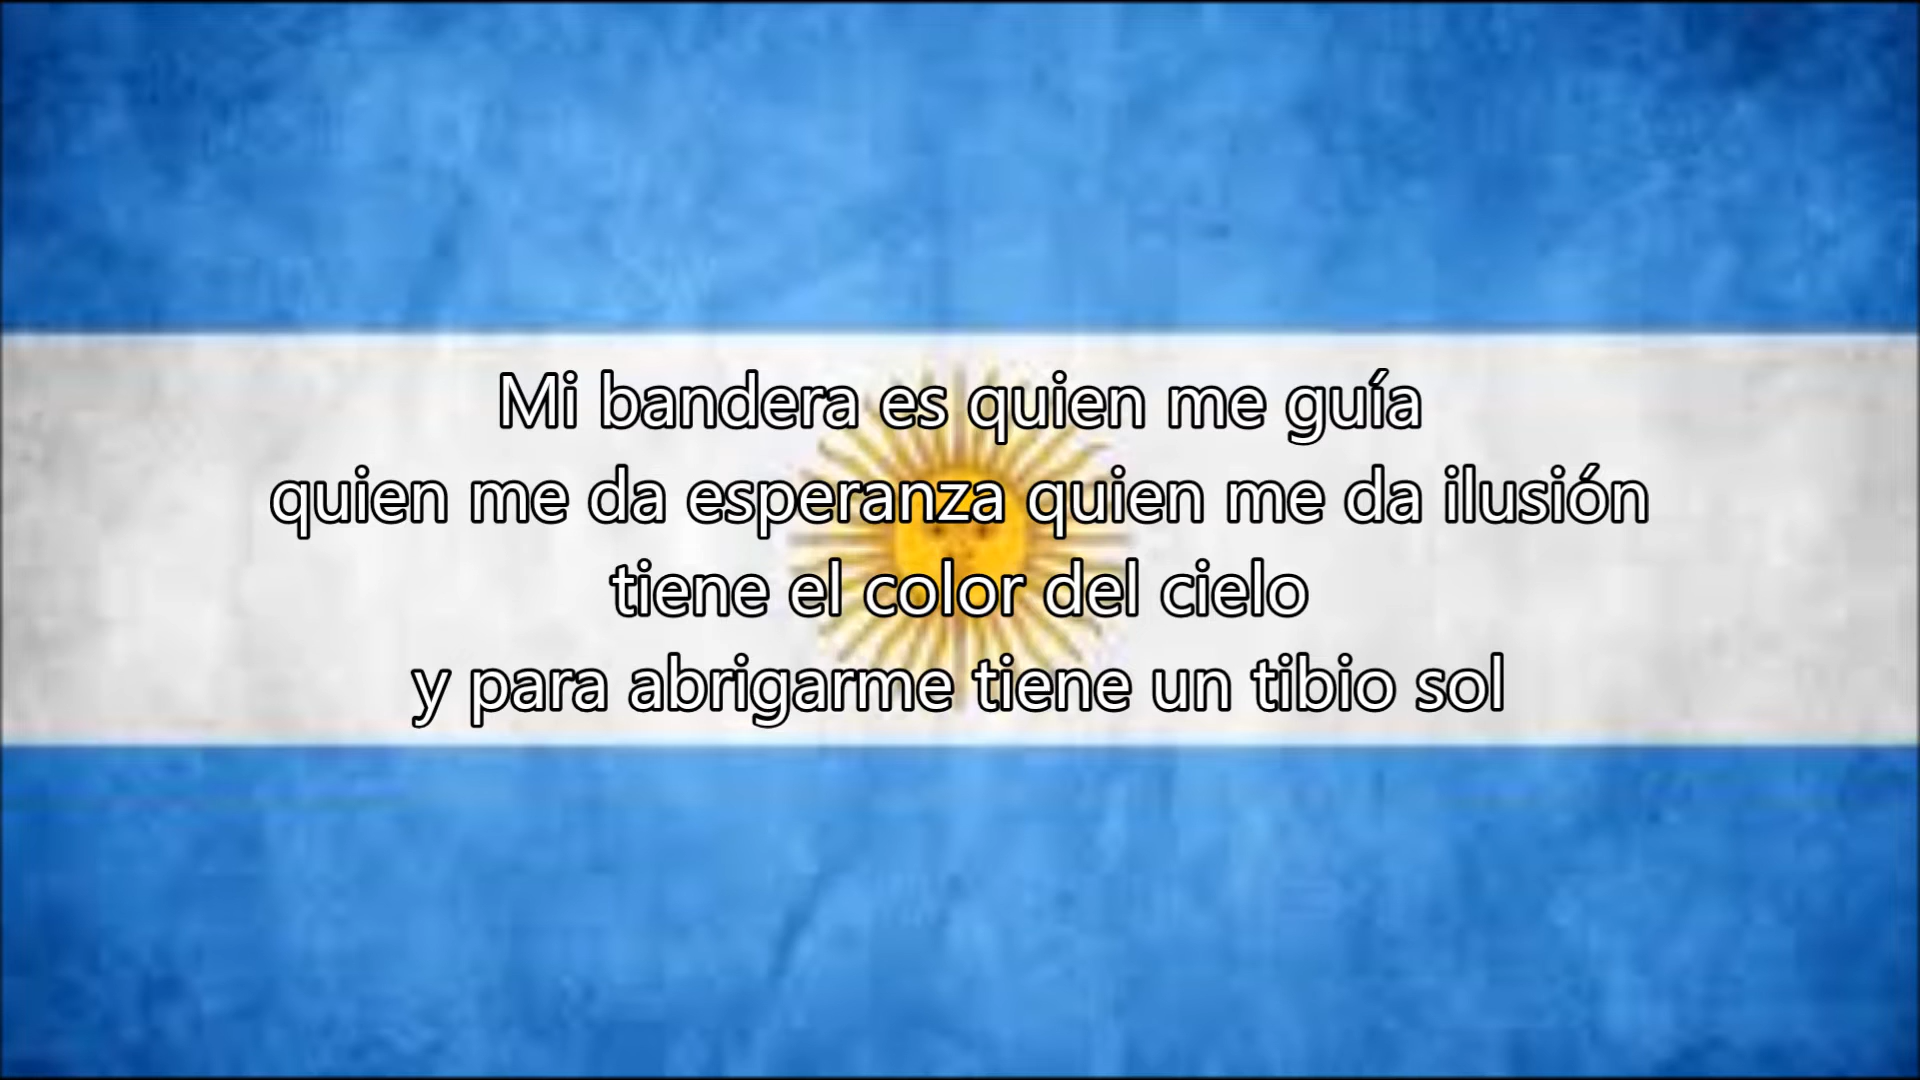 Mi bandera es quien me guía
quien me da esperanza quien me da ilusión
tiene el color del cielo
y para abrigarme tiene un tibio sol